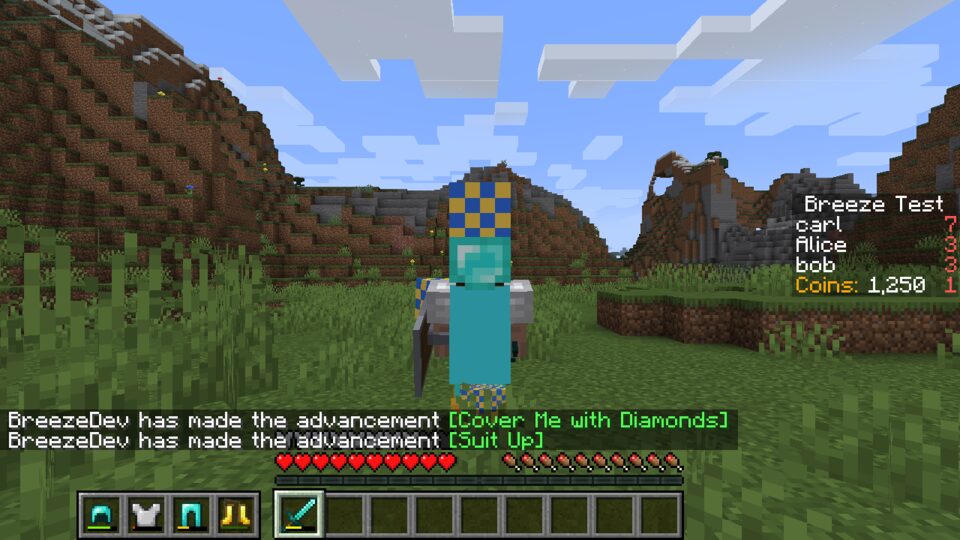 Breeze Test
carl 7
Alice 3
bob 3
Coins: 1,250 1
BreezeDev has made the advancement [Cover Me with Diamonds]
BreezeDev has made the advancement [Suit Up]